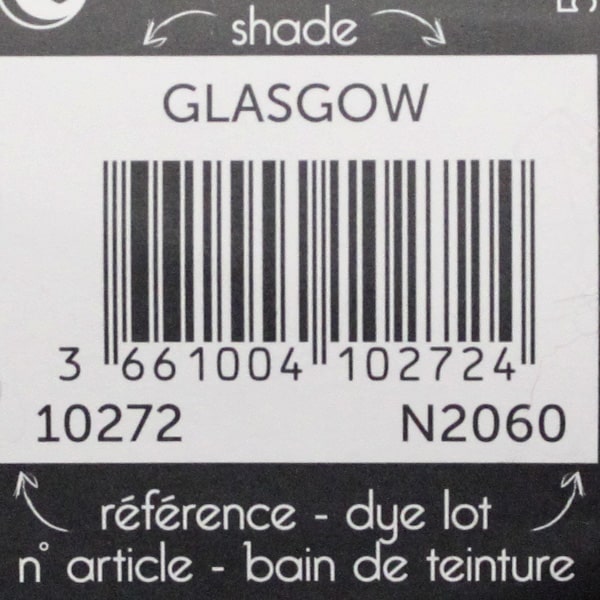 shade
GLASGOW
3 661004 102724
10272 N2060
référence - dye lot
n° article - bain de teinture